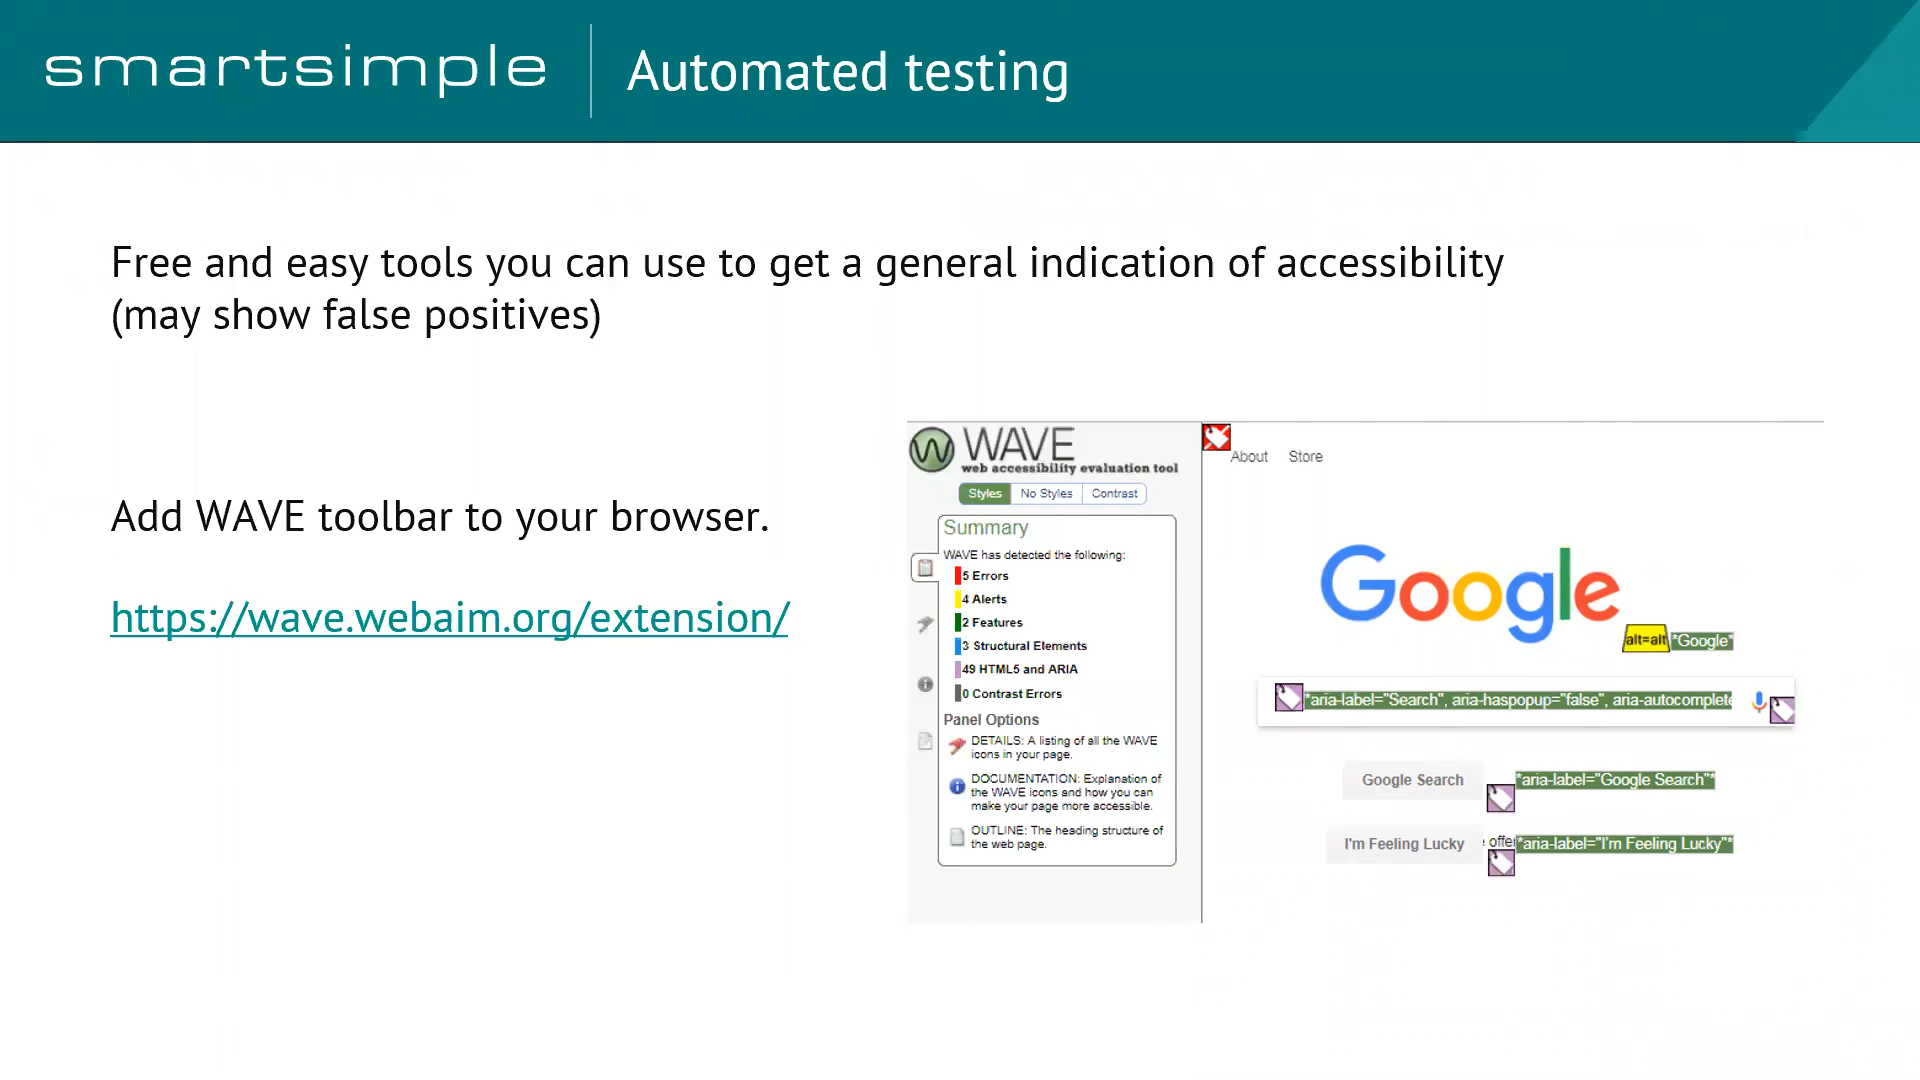 smartsimple
Automated testing
Free and easy tools you can use to get a general indication of accessibility
(may show false positives)
Add WAVE toolbar to your browser.
https://wave.webaim.org/extension/
WAVE
web accessibility evaluation tool
Styles No Styles Contrast
Summary
WAVE has detected the following:
5 Errors
4 Alerts
2 Features
3 Structural Elements
49 HTML5 and ARIA
0 Contrast Errors
Panel Options
DETAILS: A listing of all the WAVE
icons in your page.
DOCUMENTATION: Explanation of
the WAVE icons and how you can
make your page more accessible.
OUTLINE: The heading structure of
the web page.
About Store
Google
alt=alt *Google*
*aria-label="Search", aria-haspopup="false", aria-autocomplete
Google Search *aria-label="Google Search"*
I'm Feeling Lucky offer *aria-label="I'm Feeling Lucky"*